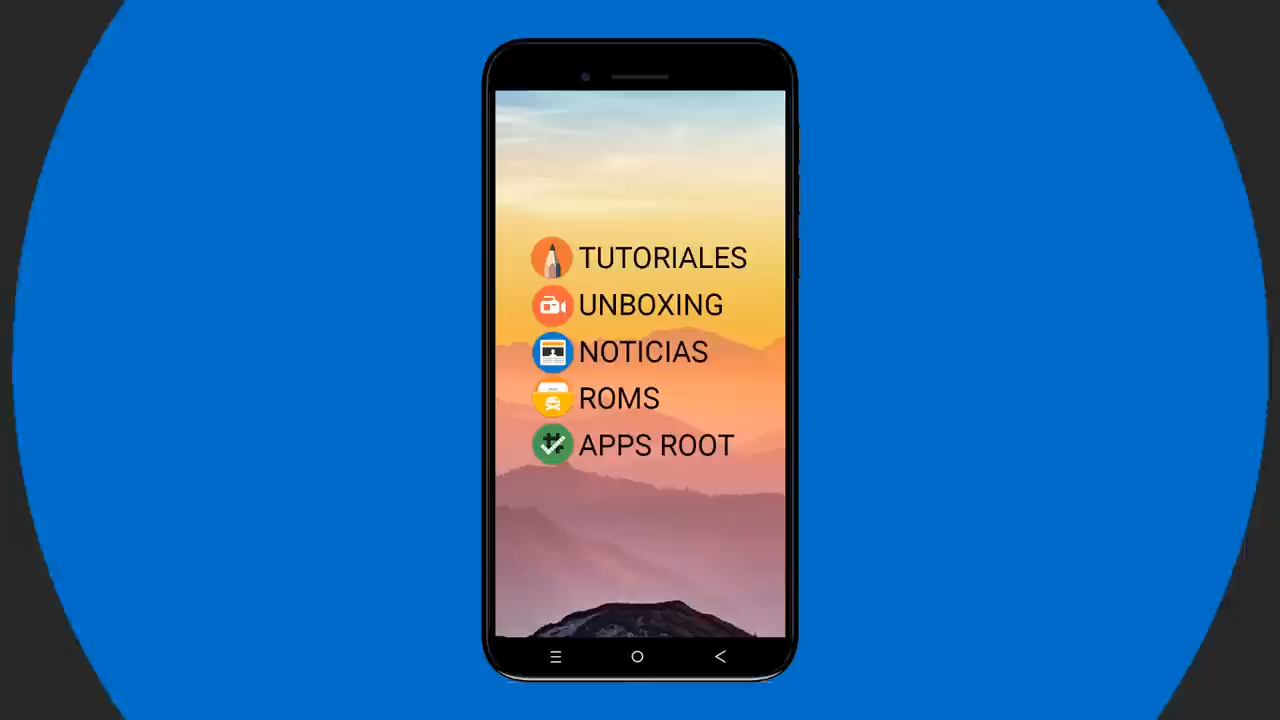 TUTORIALES
UNBOXING
NOTICIAS
ROMS
APPS ROOT